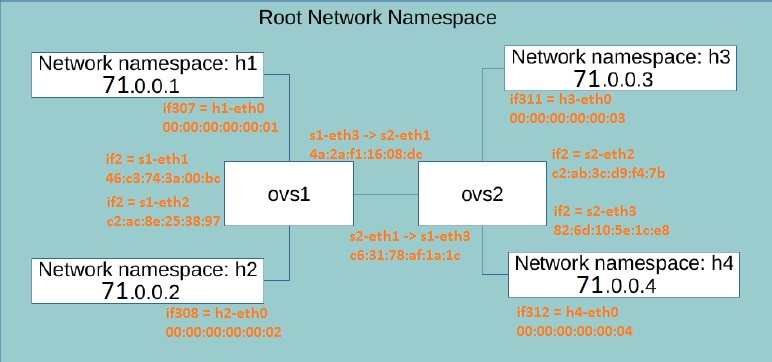 Root Network Namespace
Network namespace: h1
71.0.0.1
if307 = h1-eth0
00:00:00:00:00:01
Network namespace: h3
71.0.0.3
if311 = h3-eth0
00:00:00:00:00:03
s1-eth3 -> s2-eth1
4a:2a:f1:16:08:dc
if2 = s1-eth1
46:c3:74:3a:00:bc
if2 = s1-eth2
c2:ac:8e:25:38:97
ovs1
ovs2
if2 = s2-eth2
c2:ab:3c:d9:f4:7b
if2 = s2-eth3
82:6d:10:5e:1c:e8
s2-eth1 -> s1-eth3
c6:31:78:af:1a:1c
Network namespace: h2
71.0.0.2
if308 = h2-eth0
00:00:00:00:00:02
Network namespace: h4
71.0.0.4
if312 = h4-eth0
00:00:00:00:00:04